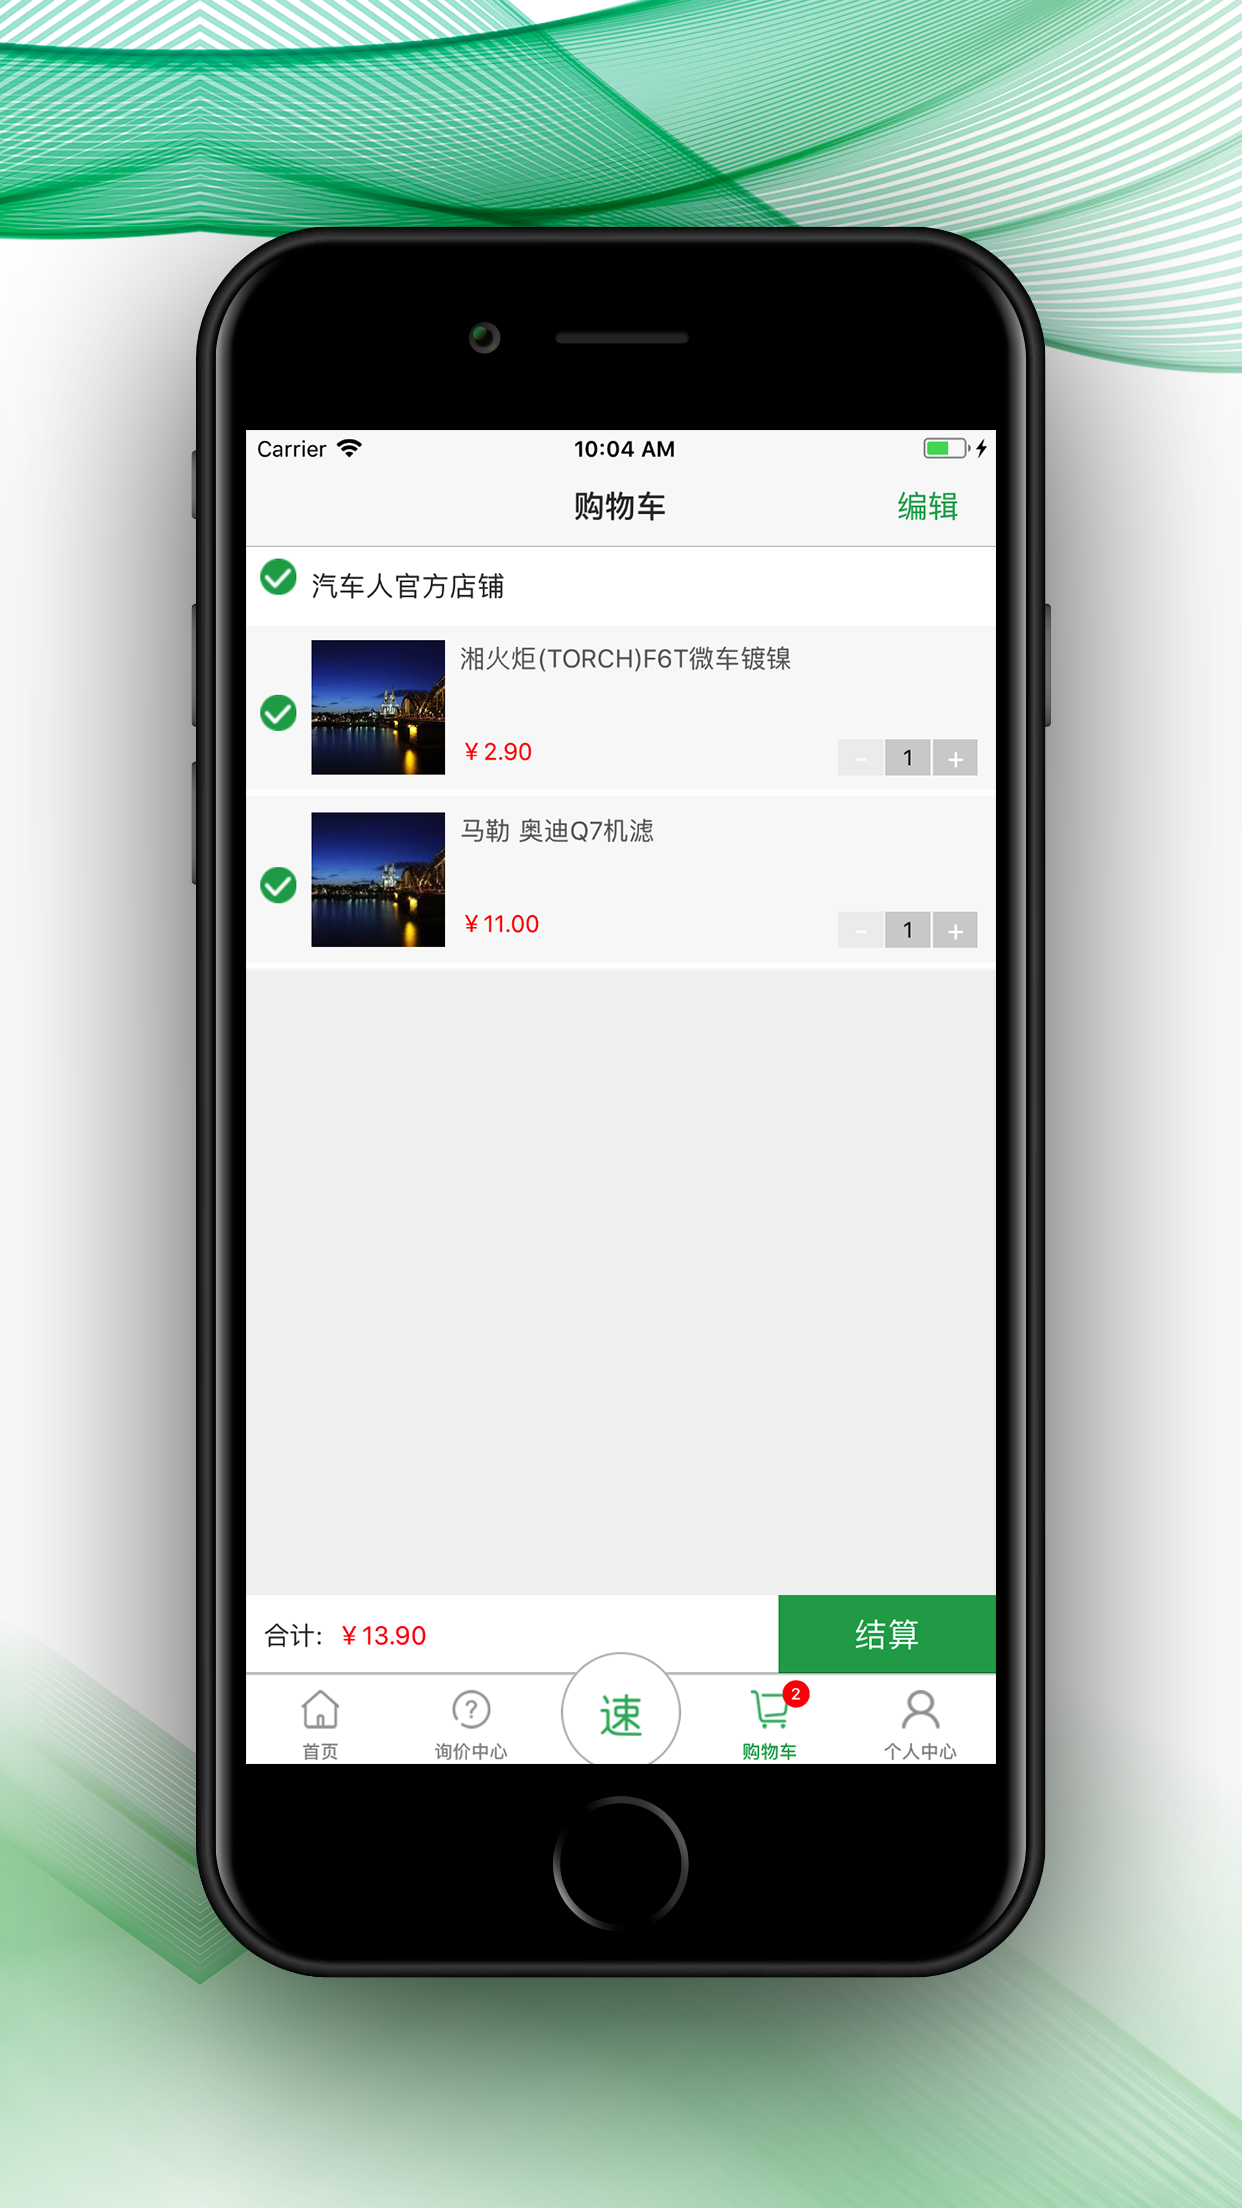 Carrier 10:04 AM
购物车 编辑
汽车人官方店铺
湘火炬(TORCH)F6T微车镀镍
¥2.90 - 1 +
马勒 奥迪Q7机滤
¥11.00 - 1 +
合计: ¥13.90 结算
速 2
首页 询价中心 购物车 个人中心